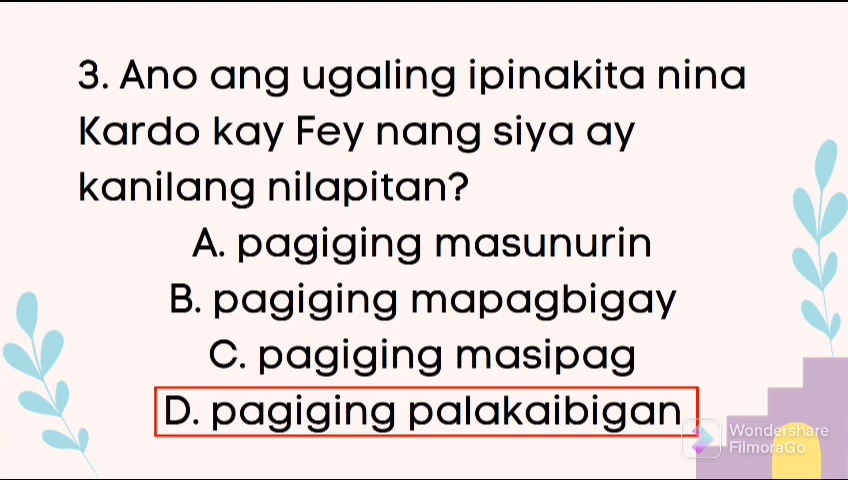 3. Ano ang ugaling ipinakita nina
Kardo kay Fey nang siya ay
kanilang nilapitan?
A. pagiging masunurin
B. pagiging mapagbigay
C. pagiging masipag
D. pagiging palakaibigan
Wondershare
FilmoraGo